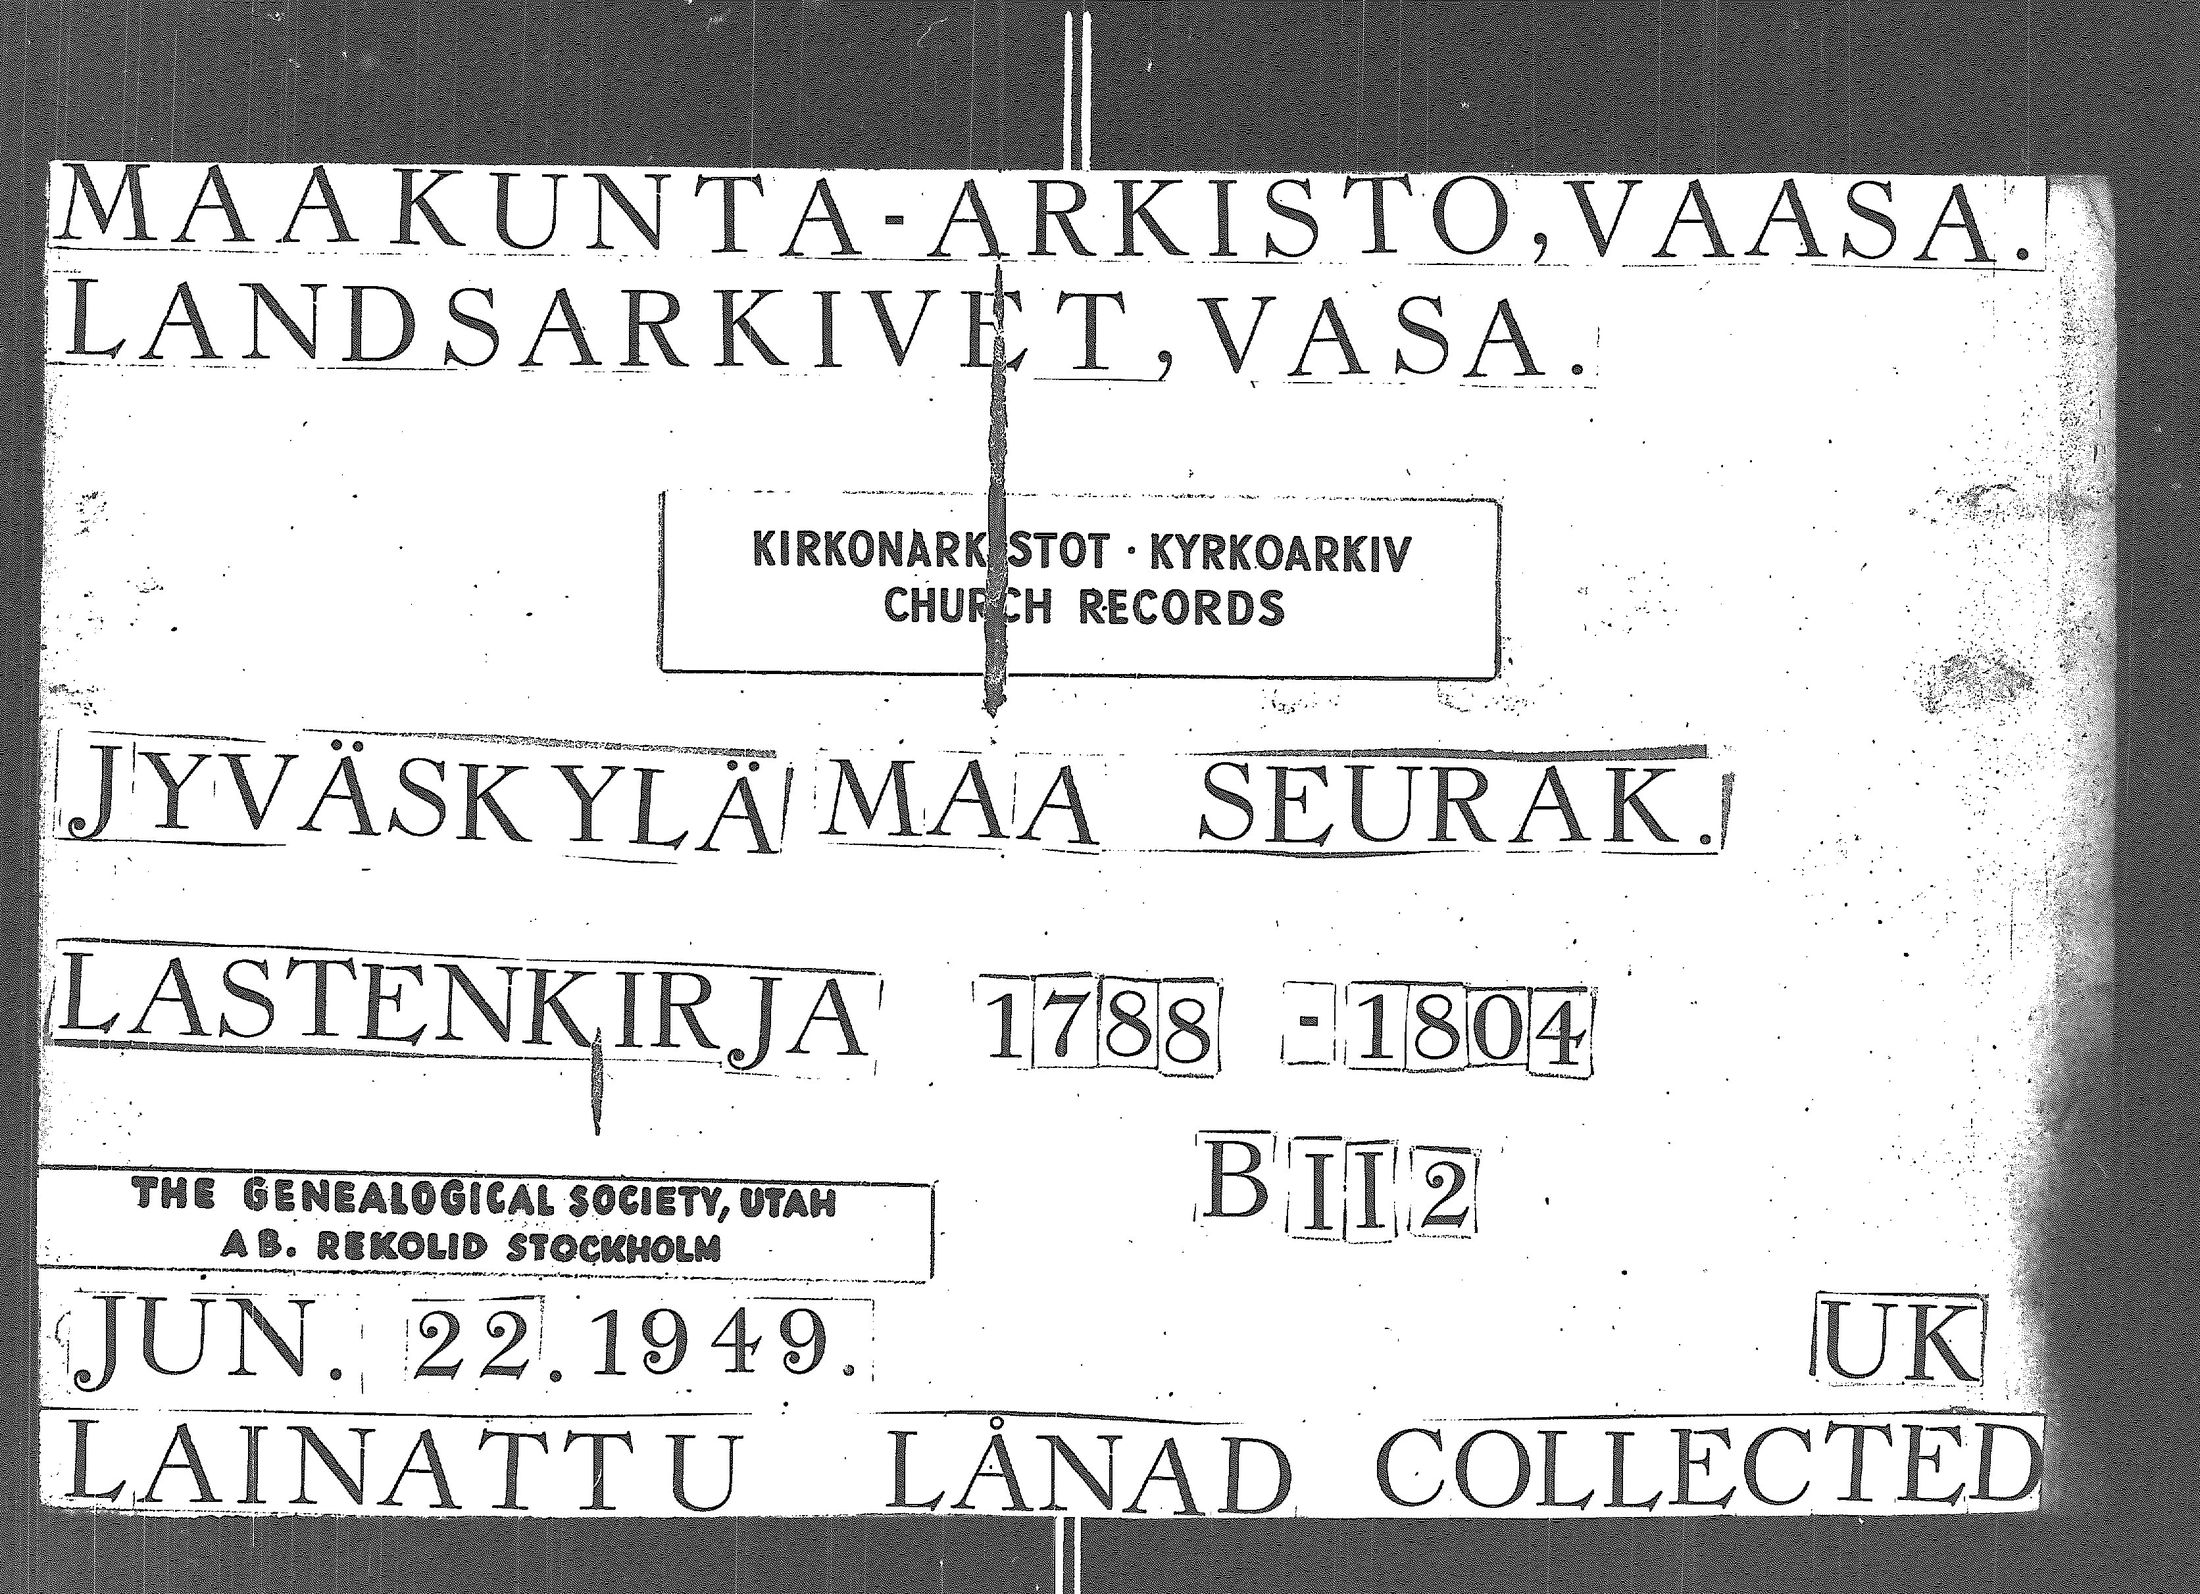 MAAKUNTA-ARKISTO, VAASA.
LANDSARKIVET, VASA.
KIRKONARKISTOT · KYRKOARKIV
CHURCH RECORDS
JYVÄSKYLÄ MAA SEURAK.
LASTENKIRJA 1788 - 1804
B II 2
THE GENEALOGICAL SOCIETY, UTAH
AB. REKOLID STOCKHOLM
JUN. 22. 1949.
UK
LAINATTU LÅNAD COLLECTED